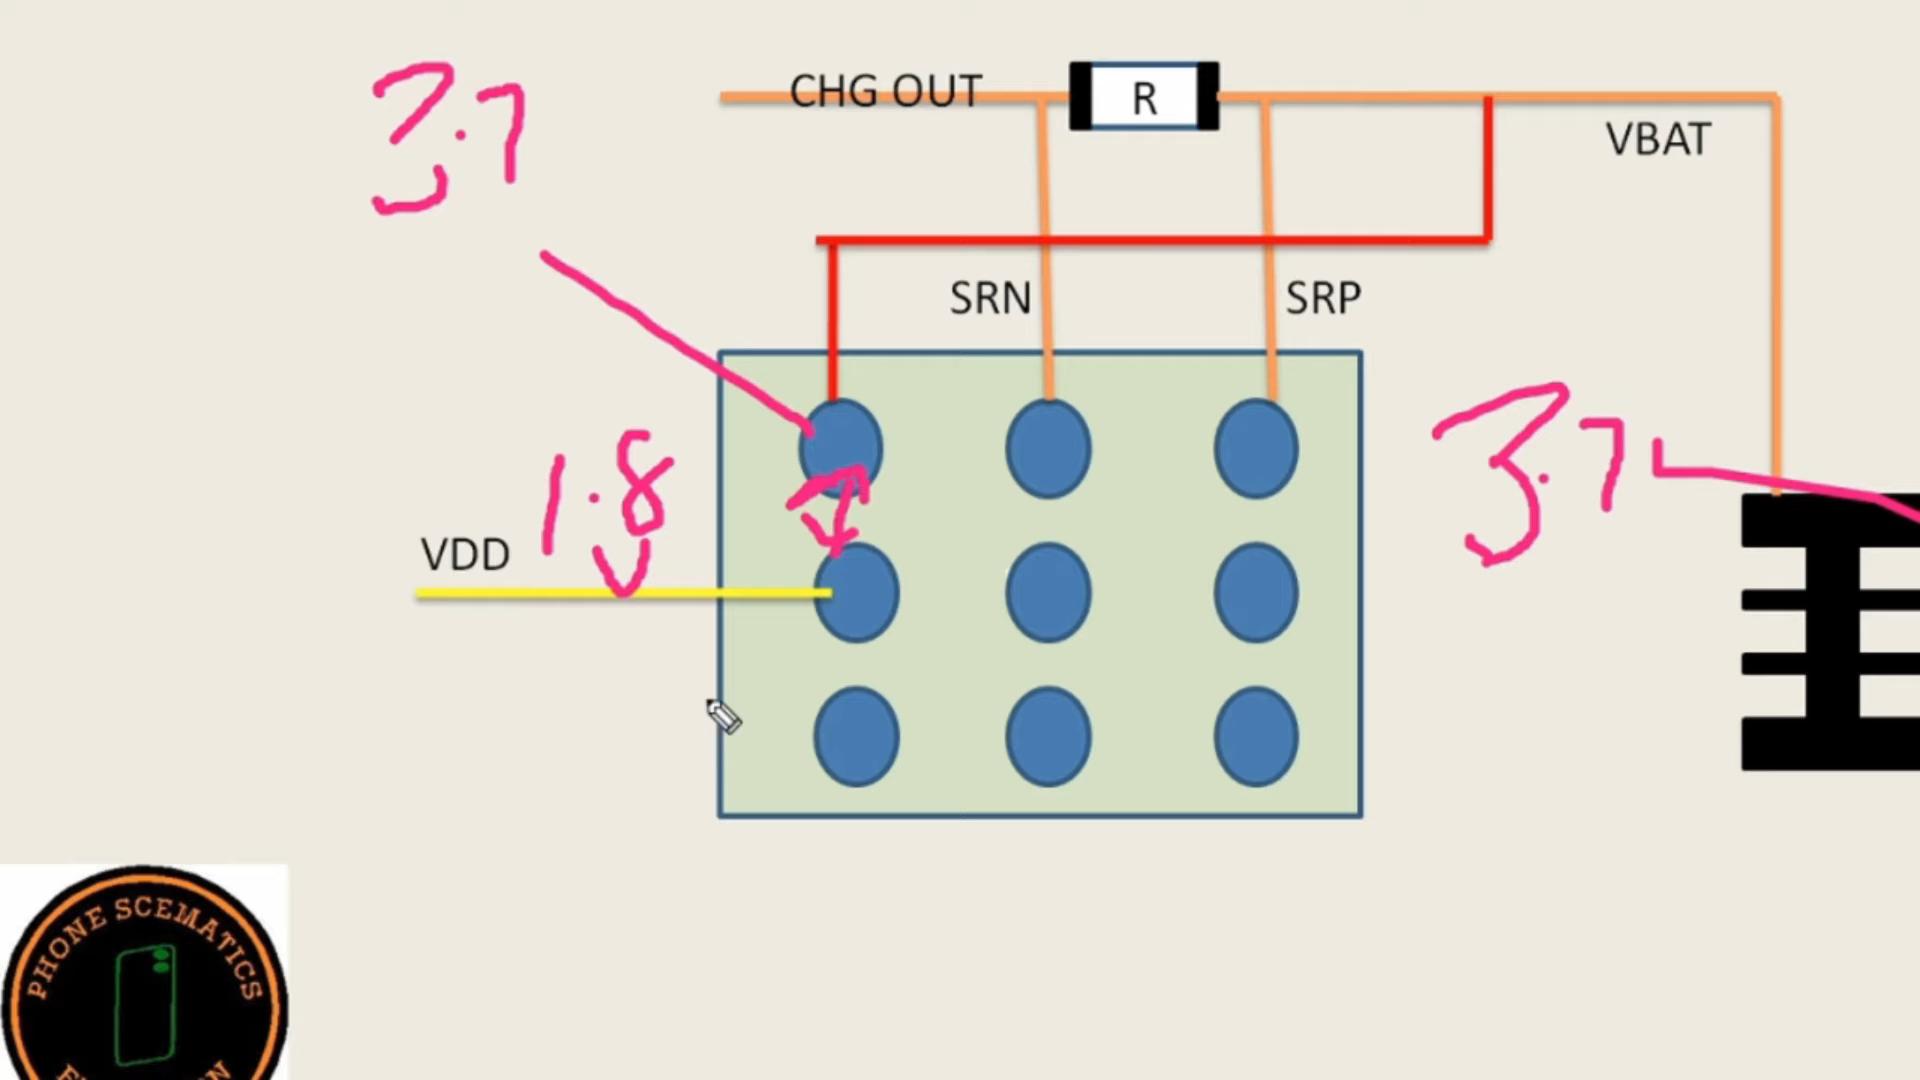 3.7
CHG OUT
R
VBAT
SRN
SRP
1.8
V
VDD
3.7
PHONE SCEMATICS